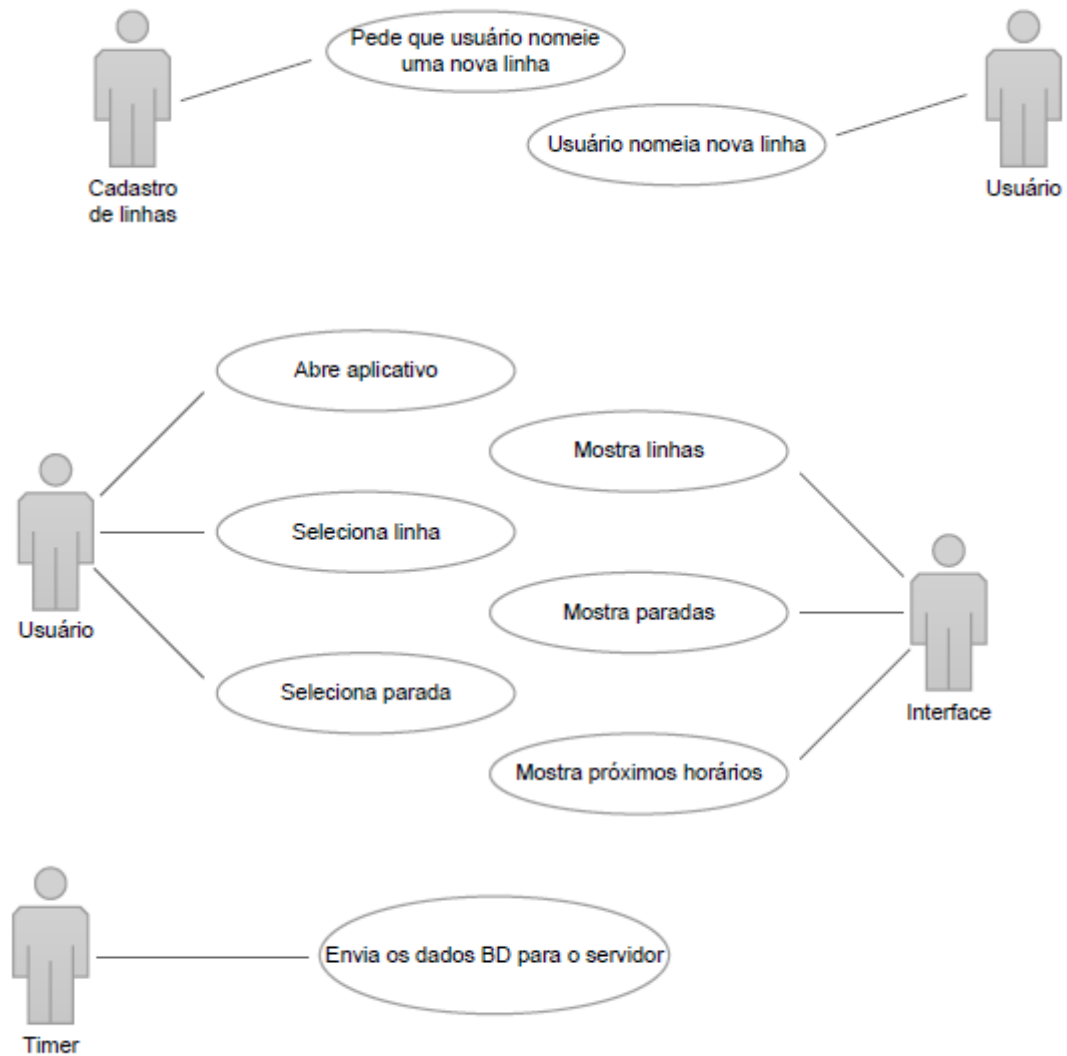 Pede que usuário nomeie
uma nova linha
Usuário nomeia nova linha
Cadastro
de linhas
Usuário
Abre aplicativo
Mostra linhas
Seleciona linha
Mostra paradas
Usuário
Seleciona parada
Interface
Mostra próximos horários
Envia os dados BD para o servidor
Timer